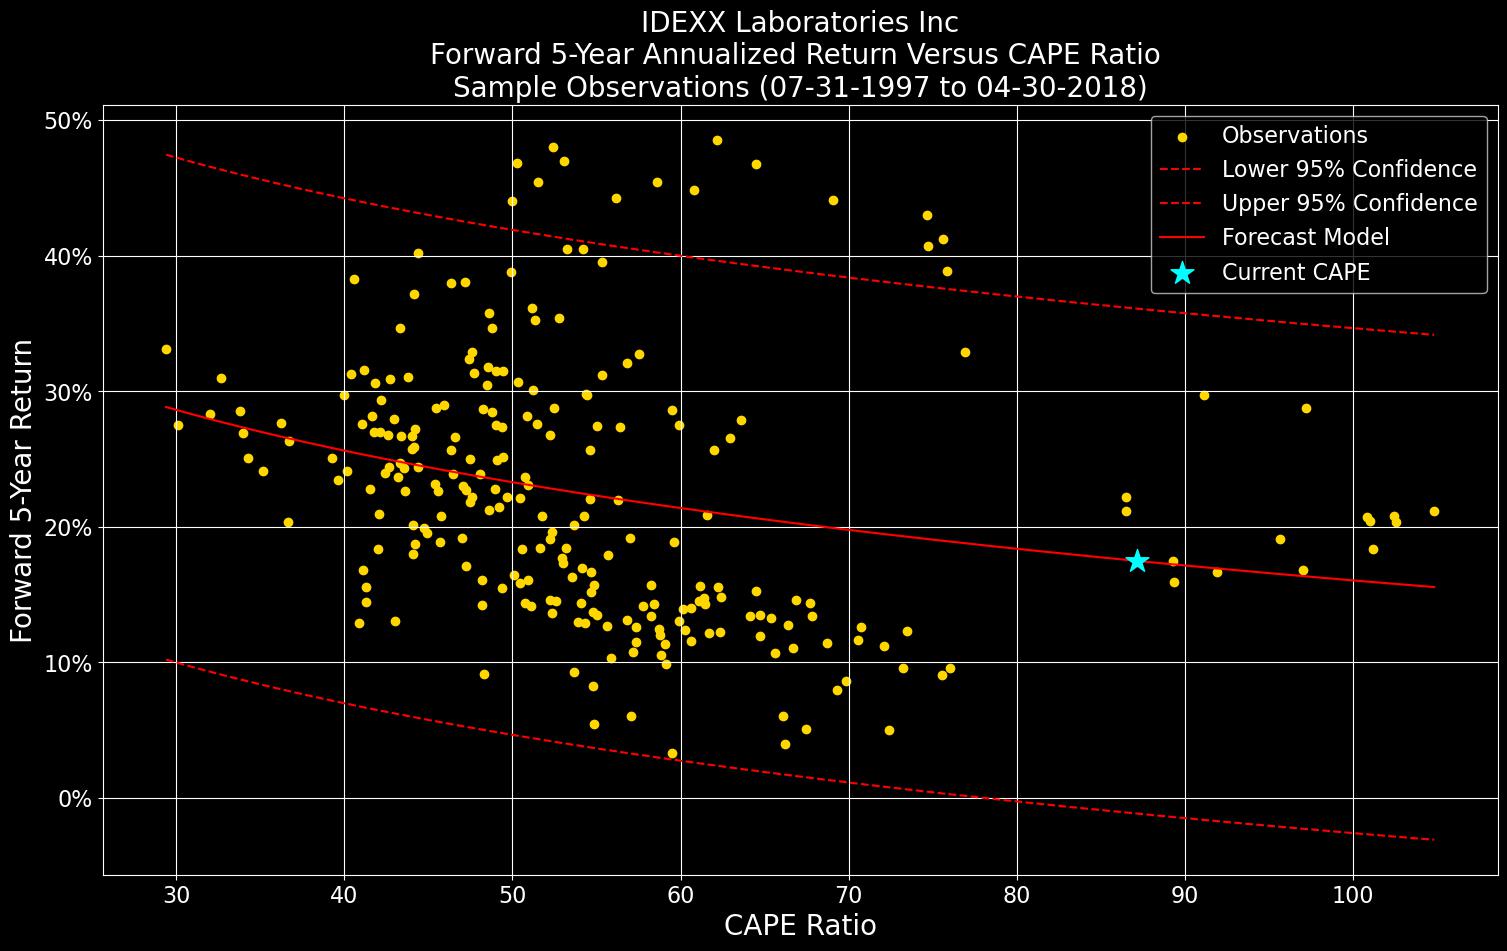 IDEXX Laboratories Inc
Forward 5-Year Annualized Return Versus CAPE Ratio
Sample Observations (07-31-1997 to 04-30-2018)
Observations
Lower 95% Confidence
Upper 95% Confidence
Forecast Model
Current CAPE
Forward 5-Year Return
50%
40%
30%
20%
10%
0%
30 40 50 60 70 80 90 100
CAPE Ratio